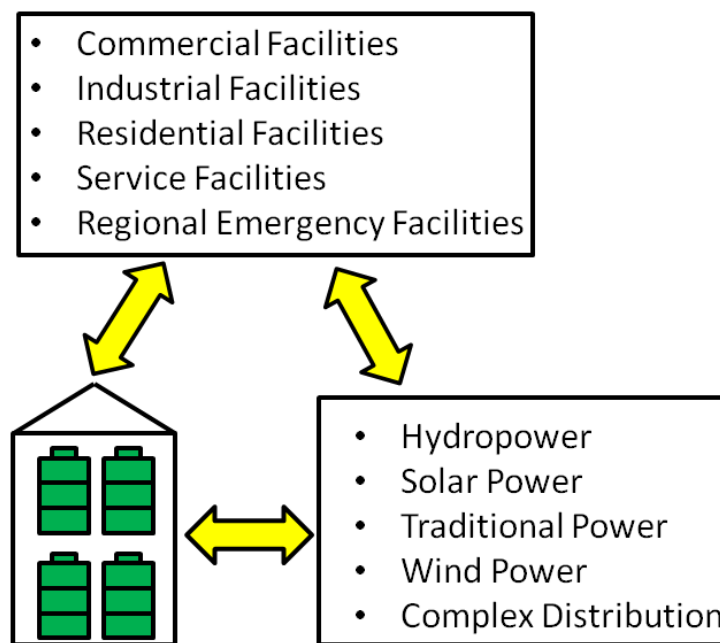 • Commercial Facilities
• Industrial Facilities
• Residential Facilities
• Service Facilities
• Regional Emergency Facilities
• Hydropower
• Solar Power
• Traditional Power
• Wind Power
• Complex Distribution